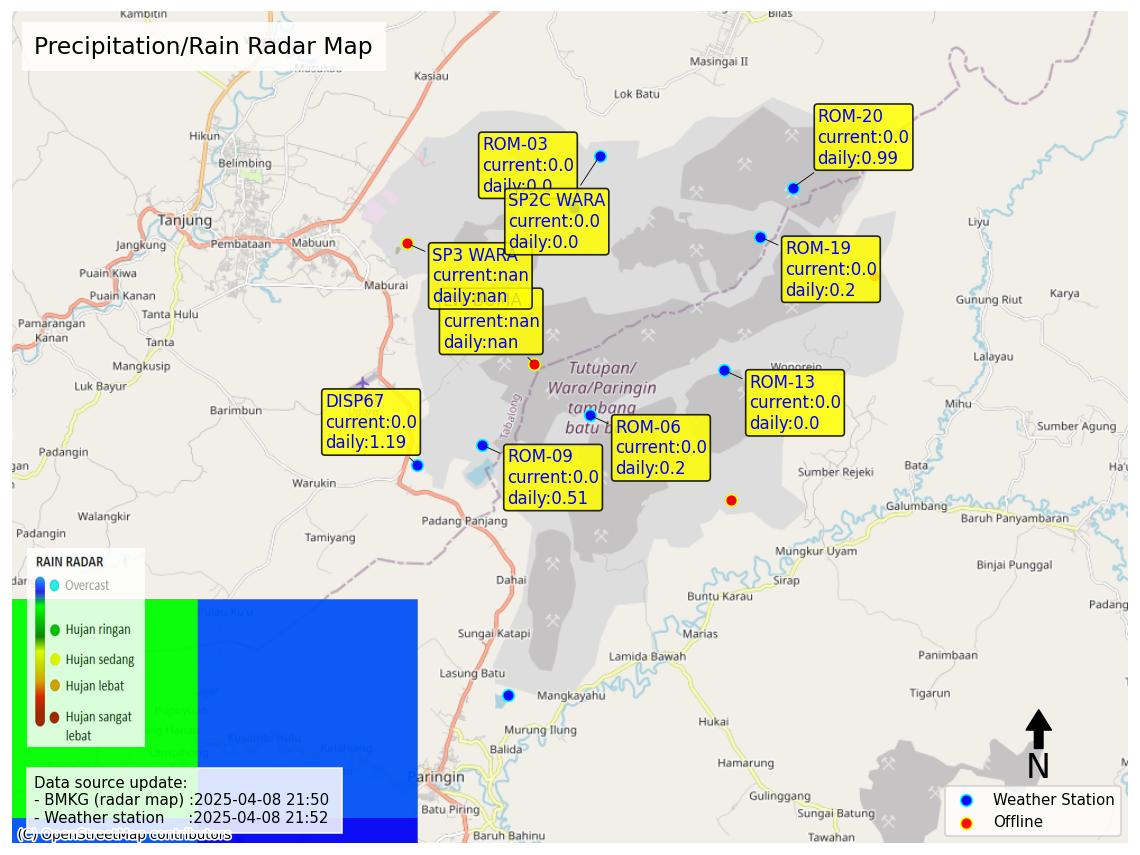 Kambitin
Bilas
Precipitation/Rain Radar Map
Masukau
Masingai II
Kasiau
Lok Batu
Hikun
Belimbing
ROM-03
current:0.0
daily:0.0
ROM-20
current:0.0
daily:0.99
SP2C WARA
current:0.0
daily:0.0
Tanjung
Jangkung
Pembataan
Mabuun
Liyu
SP3 WARA
current:nan
daily:nan
ROM-19
current:0.0
daily:0.2
Puain Kiwa
Maburai
Puain Kanan
Tanta Hulu
current:nan
daily:nan
Gunung Riut
Karya
Pamarangan
Kanan
Tanta
Mangkusip
Luk Bayur
Lalayau
Wonorejo
Tutupan/
Wara/Paringin
tambang
batu b
Tabalong
ROM-13
current:0.0
daily:0.0
DISP67
current:0.0
daily:1.19
Barimbun
Mihu
ROM-06
current:0.0
daily:0.2
Sumber Agung
ROM-09
current:0.0
daily:0.51
gan
Warukin
Bata
Sumber Rejeki
Hamp
Galumbang
Baruh Panyambaran
Walangkir
Padang Panjang
Padangin
Tamiyang
Mungkur Uyam
Binjai Punggal
RAIN RADAR
Overcast
Hujan ringan
Hujan sedang
Hujan lebat
Hujan sangat
lebat
Dahai
Sirap
Buntu Karau
Padang
Pulau Ku'u
Sungai Katapi
Marias
Lamida Bawah
Panimbaan
Lasung Batu
Mangkayahu
Tigarun
Murung Ilung
Hukai
Balida
Hamarung
N
Paringin
Data source update:
- BMKG (radar map) :2025-04-08 21:50
- Weather station :2025-04-08 21:52
(C) OpenStreetMap contributors
Batu Piring
Gulinggang
Sungai Batung
Baruh Bahinu
Tawahan
Weather Station
Offline